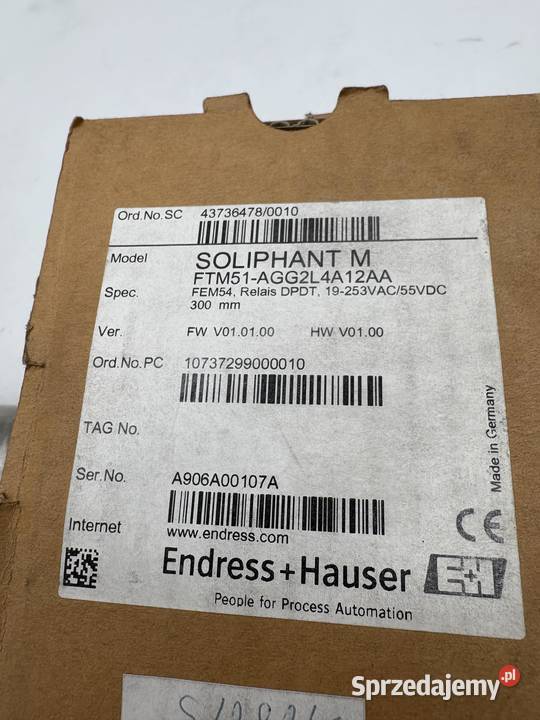 Ord.No.SC 43736478/0010
Model SOLIPHANT M
FTM51-AGG2L4A12AA
Spec. FEM54, Relais DPDT, 19-253VAC/55VDC
300 mm
Ver. FW V01.01.00 HW V01.00
Ord.No.PC 10737299000010
TAG No.
Ser.No. A906A00107A
Internet www.endress.com
Made in Germany
CE
Endress+Hauser E+H
People for Process Automation
Sprzedajemy.pl